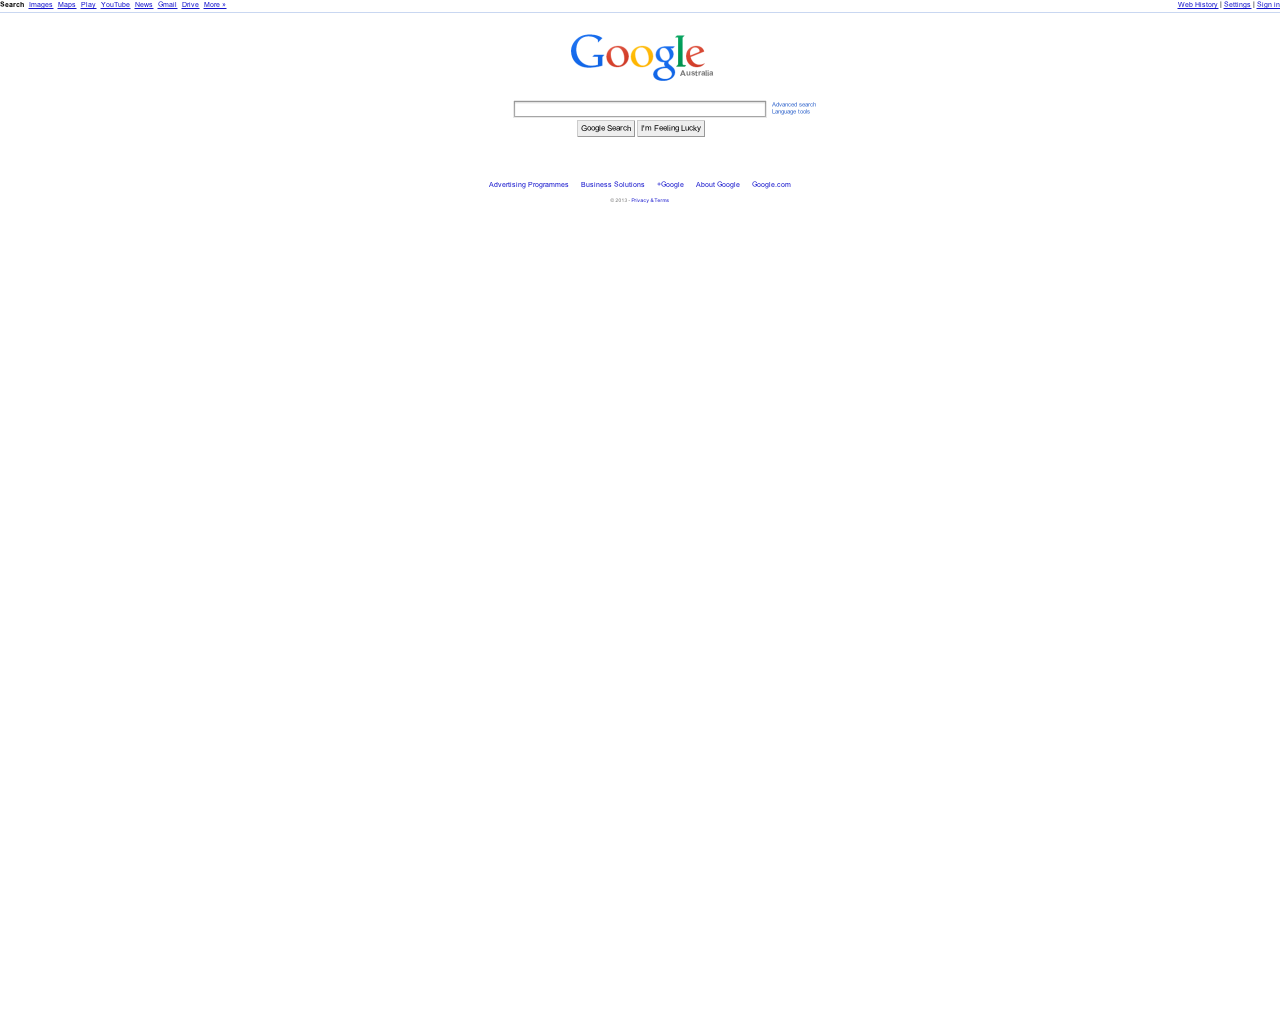 Search Images Maps Play YouTube News Gmail Drive More »
Web History | Settings | Sign in
Google
Australia
Advanced search
Language tools
Google Search I'm Feeling Lucky
Advertising Programmes Business Solutions +Google About Google Google.com
© 2013 - Privacy & Terms